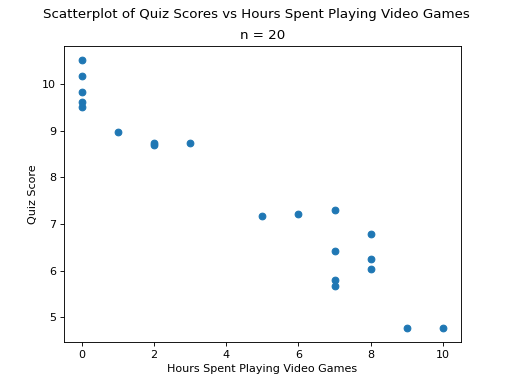 Scatterplot of Quiz Scores vs Hours Spent Playing Video Games
n = 20
10
9
8
7
6
5
Quiz Score
0 2 4 6 8 10
Hours Spent Playing Video Games